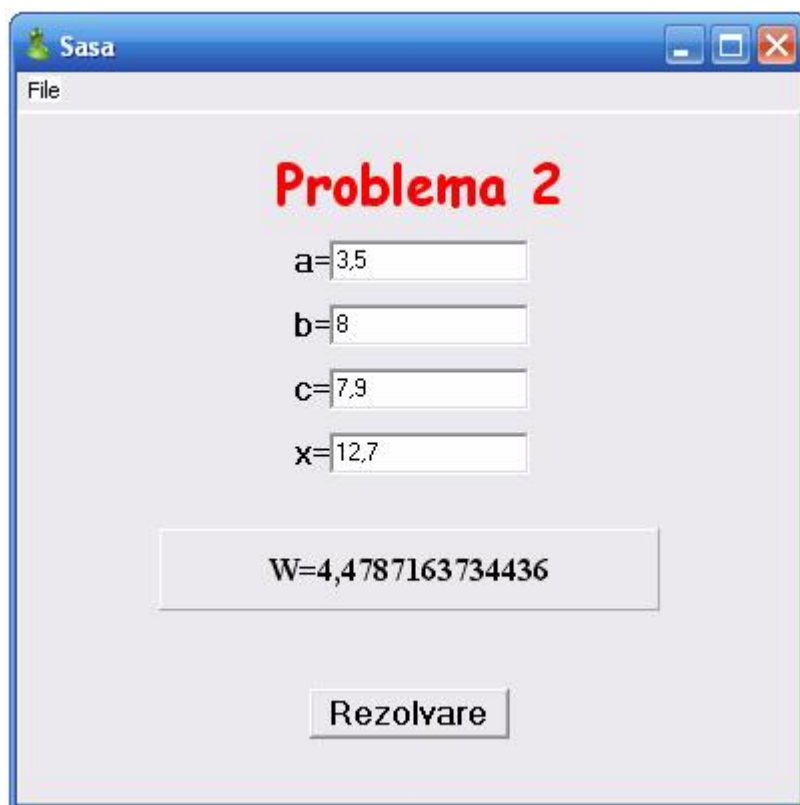 Sasa
File
Problema 2
a=3,5
b=8
c=7,9
x=12,7
W=4,4787163734436
Rezolvare